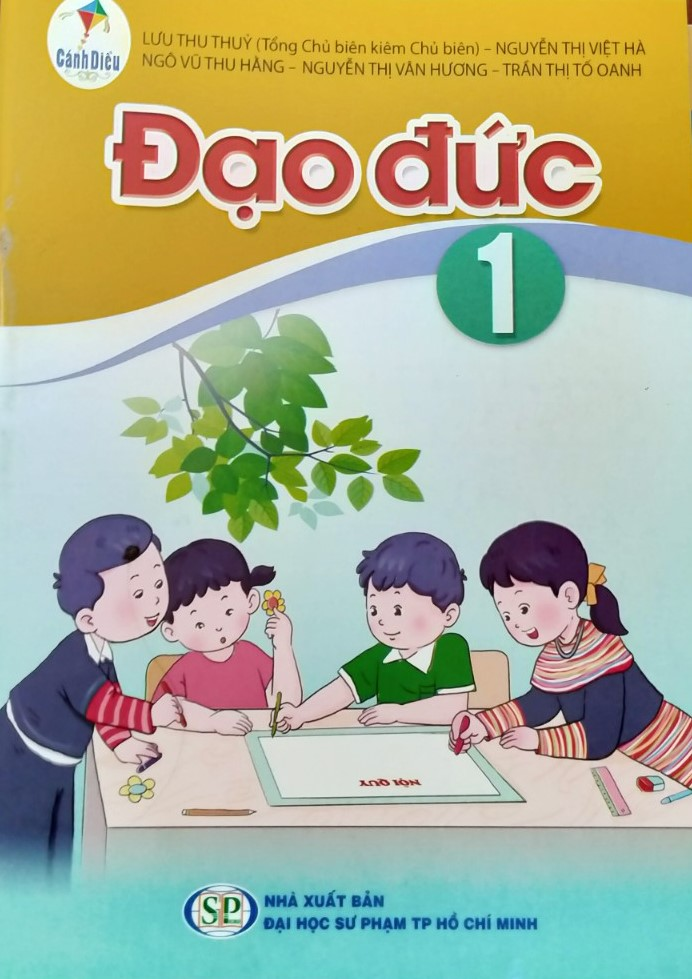 Cánh Diều
LƯU THU THUỶ (Tổng Chủ biên kiêm Chủ biên) – NGUYỄN THỊ VIỆT HÀ
NGÔ VŨ THU HẰNG – NGUYỄN THỊ VÂN HƯƠNG – TRẦN THỊ TỐ OANH
Đạo đức
1
NỘI QUY
SP
NHÀ XUẤT BẢN
ĐẠI HỌC SƯ PHẠM TP HỒ CHÍ MINH